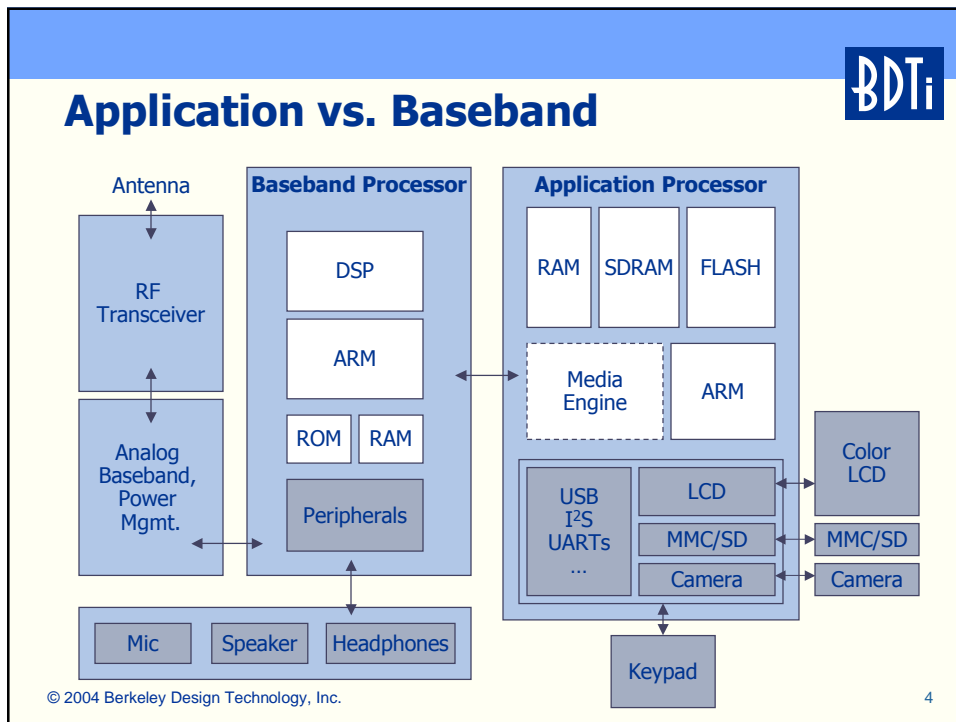 BDTi
Application vs. Baseband
Antenna
RF
Transceiver
Analog
Baseband,
Power
Mgmt.
Baseband Processor
DSP
ARM
ROM
RAM
Peripherals
Mic
Speaker
Headphones
Application Processor
RAM
SDRAM
FLASH
Media
Engine
ARM
USB
I²S
UARTs
…
LCD
MMC/SD
Camera
Color
LCD
MMC/SD
Camera
Keypad
© 2004 Berkeley Design Technology, Inc.
4